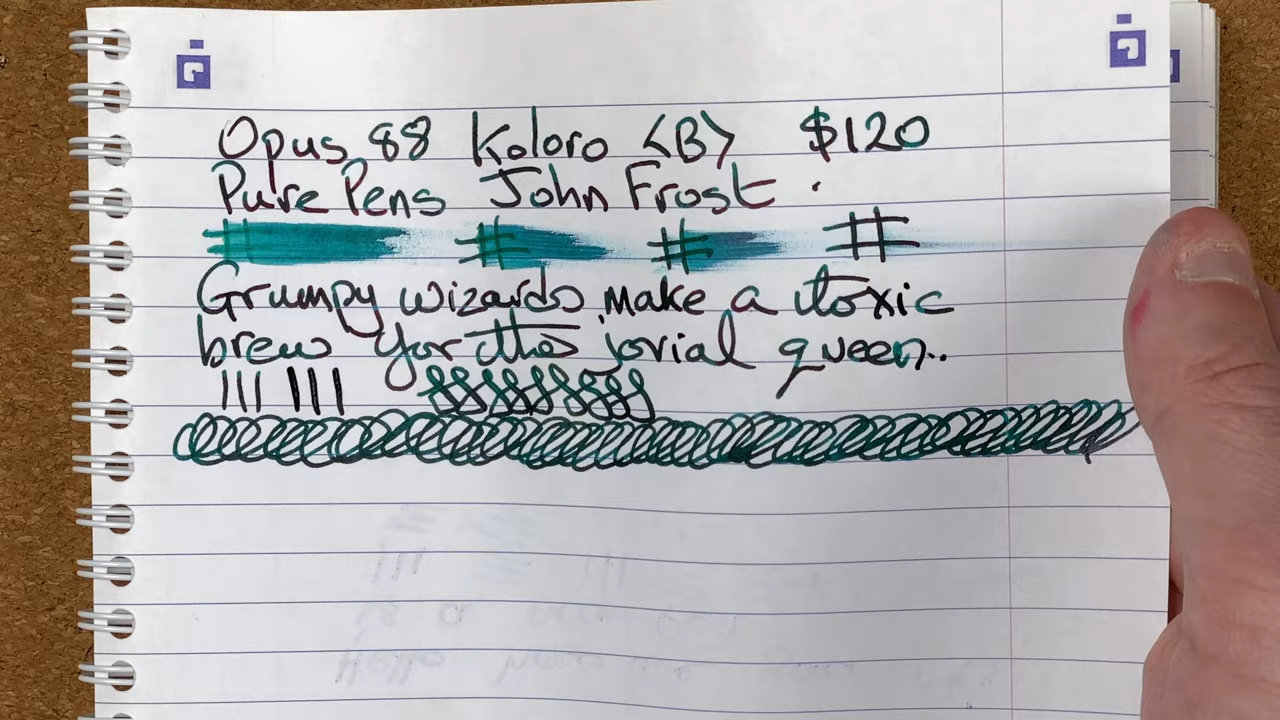 Opus 88 Koloro <B> $120
Pure Pens John Frost.
# # # #
Grumpy wizards make a toxic
brew for the jovial queen..